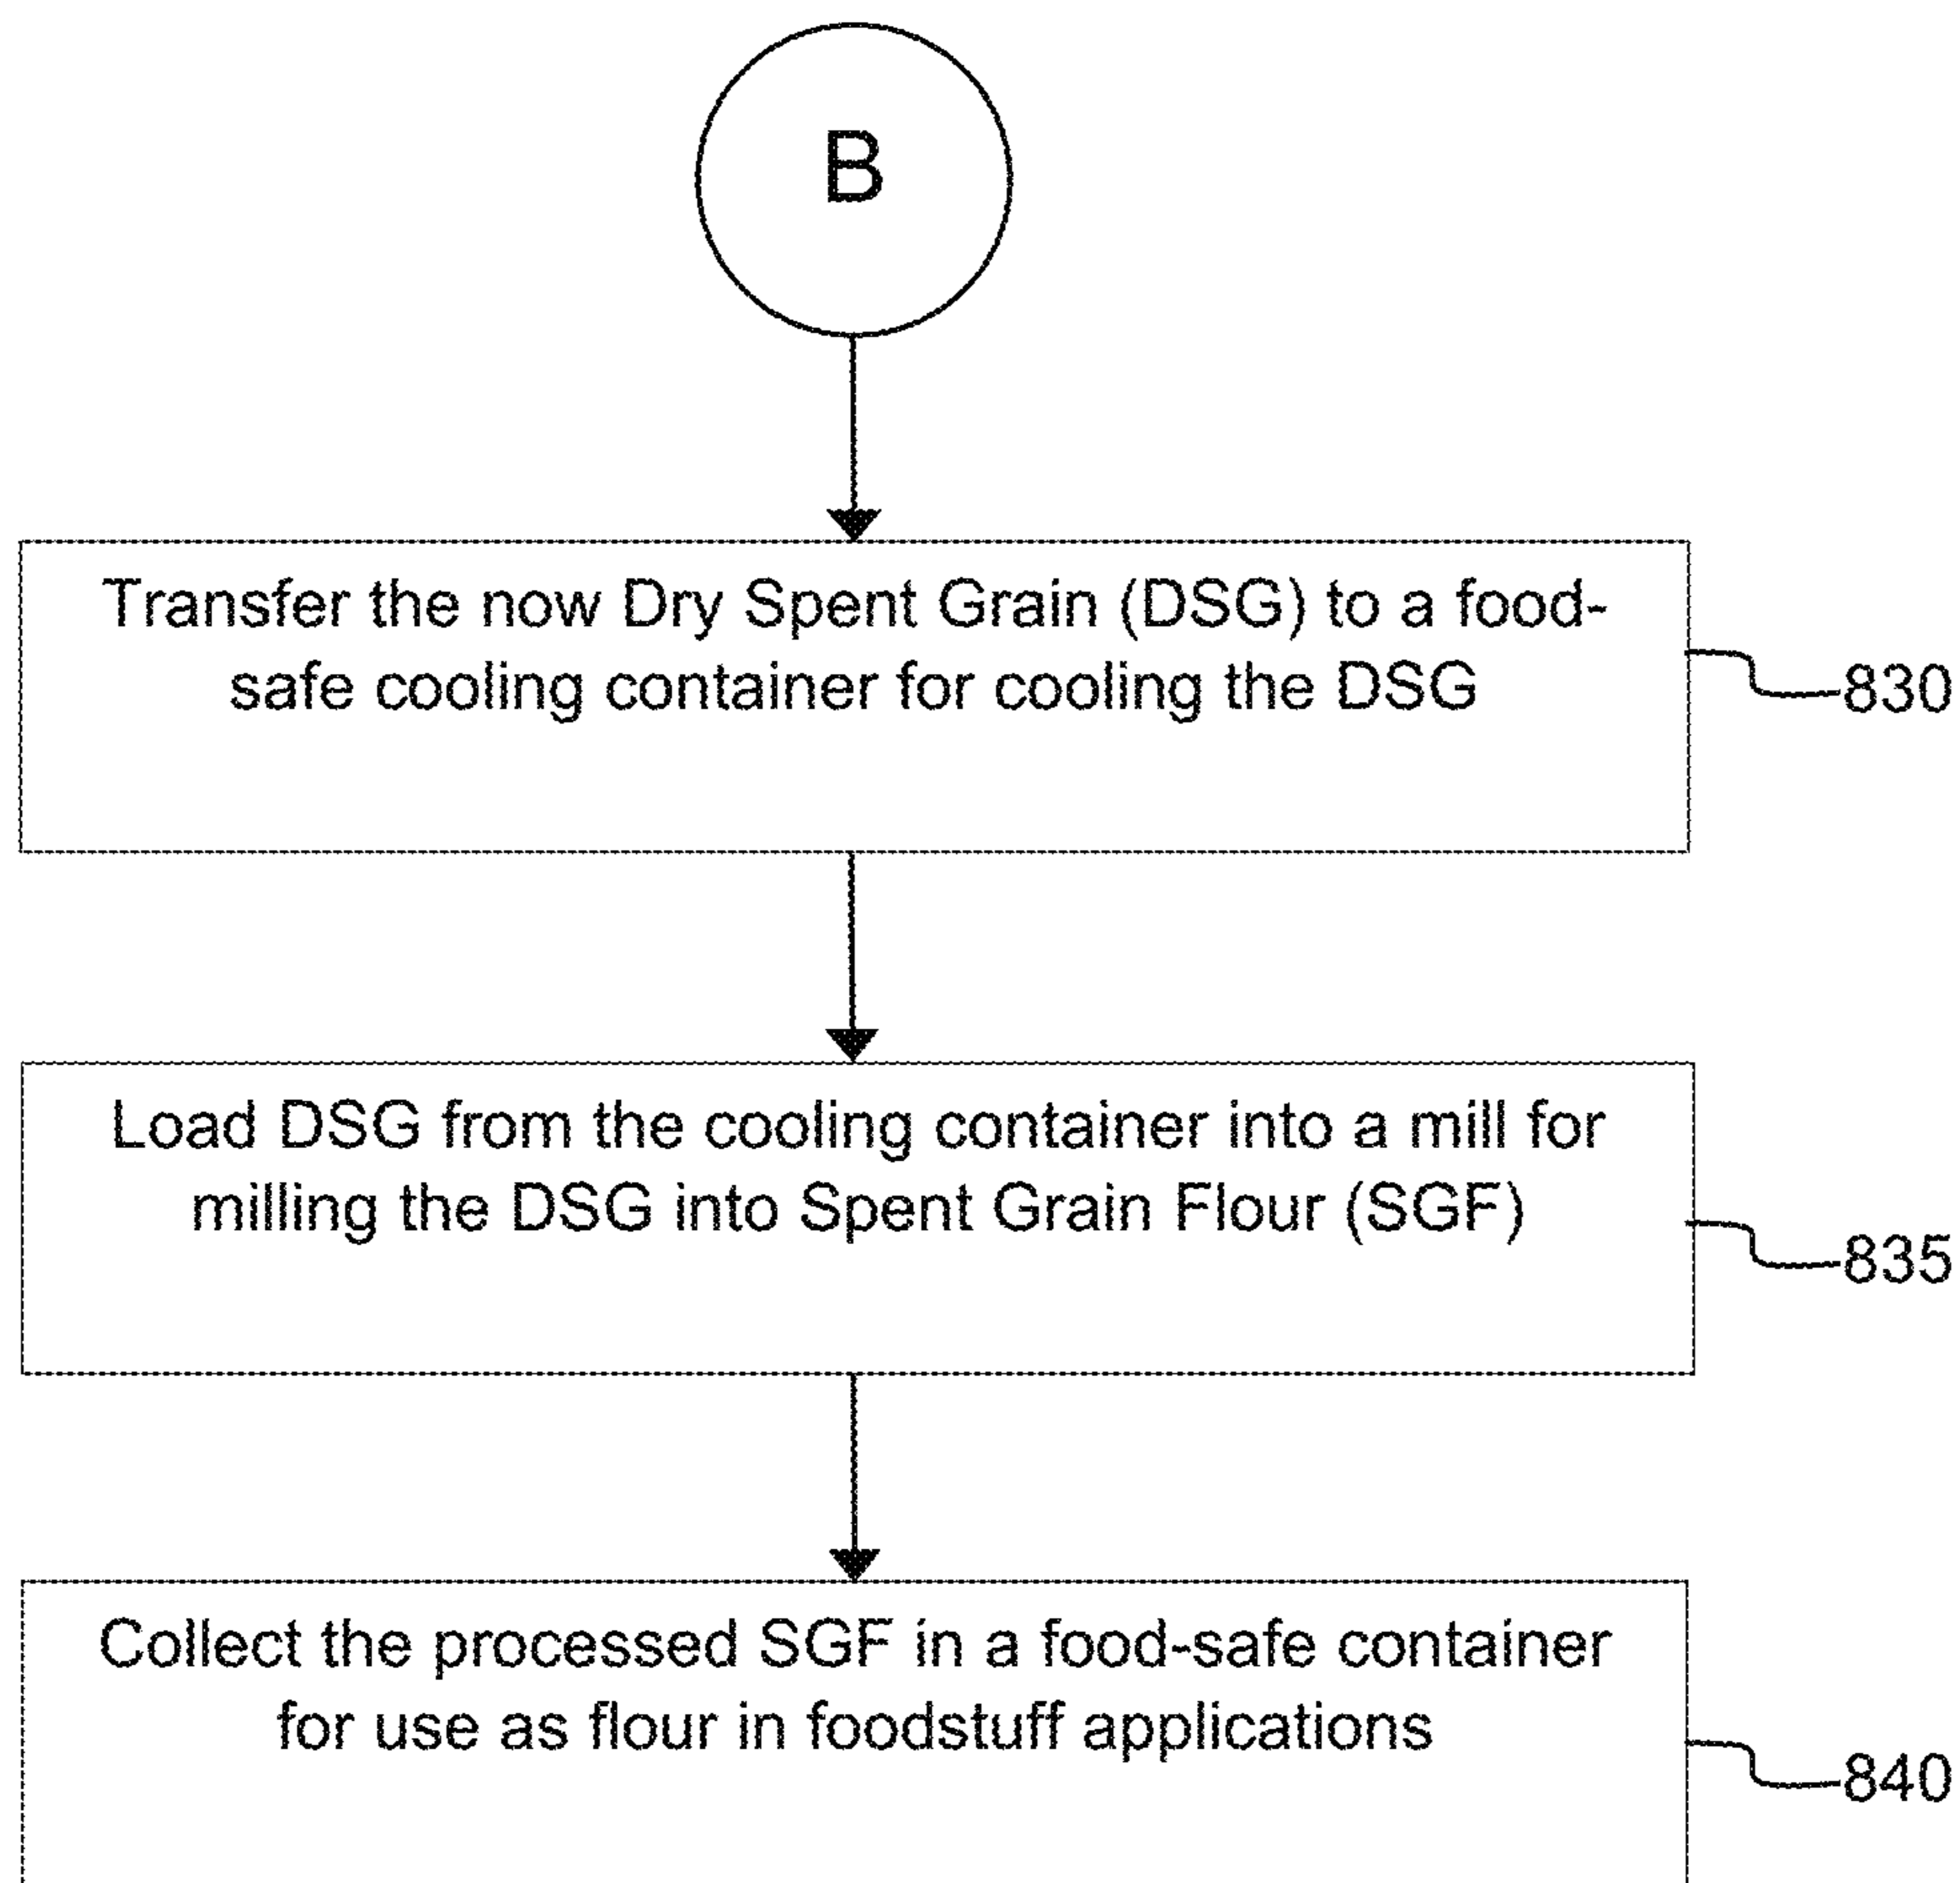 B
Transfer the now Dry Spent Grain (DSG) to a food-
safe cooling container for cooling the DSG
830
Load DSG from the cooling container into a mill for
milling the DSG into Spent Grain Flour (SGF)
835
Collect the processed SGF in a food-safe container
for use as flour in foodstuff applications
840